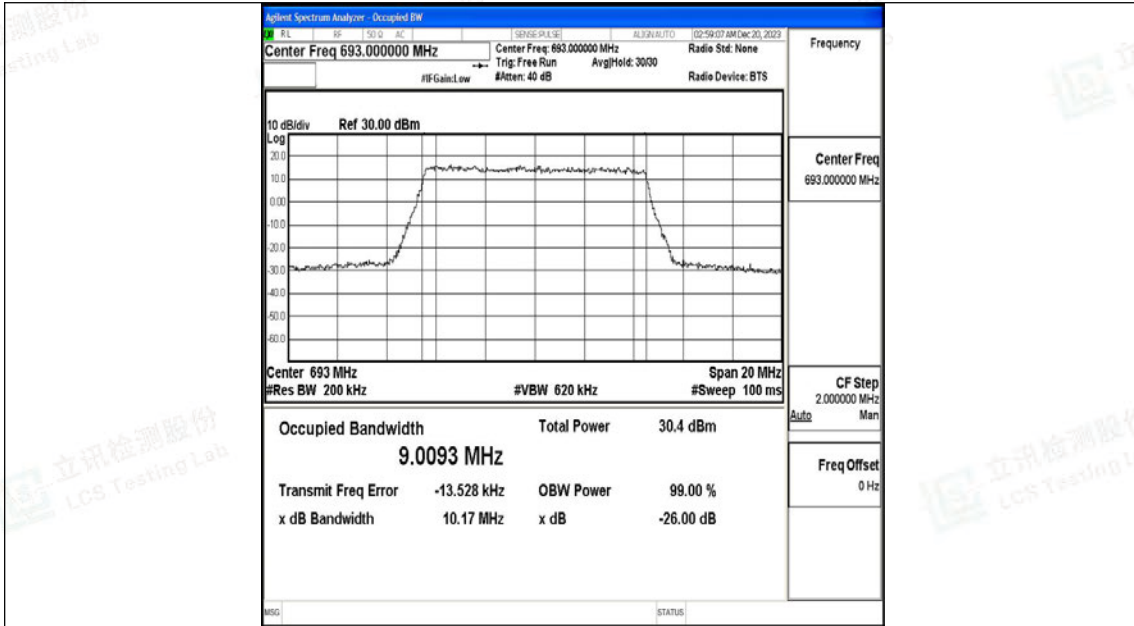 Agilent Spectrum Analyzer - Occupied BW
RL RF 50 Ω AC SENSE:PULSE ALIGNAUTO 02:59:07 AM Dec 20, 2023
Center Freq 693.000000 MHz
Center Freq: 693.000000 MHz
Radio Std: None
Trig: Free Run Avg|Hold: 30/30
#IFGain:Low
#Atten: 40 dB
Radio Device: BTS
Frequency
10 dB/div Ref 30.00 dBm
Log
20.0
10.0
0.00
-10.0
-20.0
-30.0
-40.0
-50.0
-60.0
Center 693 MHz Span 20 MHz
#Res BW 200 kHz #VBW 620 kHz #Sweep 100 ms
Center Freq
693.000000 MHz
CF Step
2.000000 MHz
Auto Man
Freq Offset
0 Hz
Occupied Bandwidth Total Power 30.4 dBm
9.0093 MHz
Transmit Freq Error -13.528 kHz OBW Power 99.00 %
x dB Bandwidth 10.17 MHz x dB -26.00 dB
MSG STATUS
立讯检测股份
LCS Testing Lab
立讯检测股份
LCS Testing